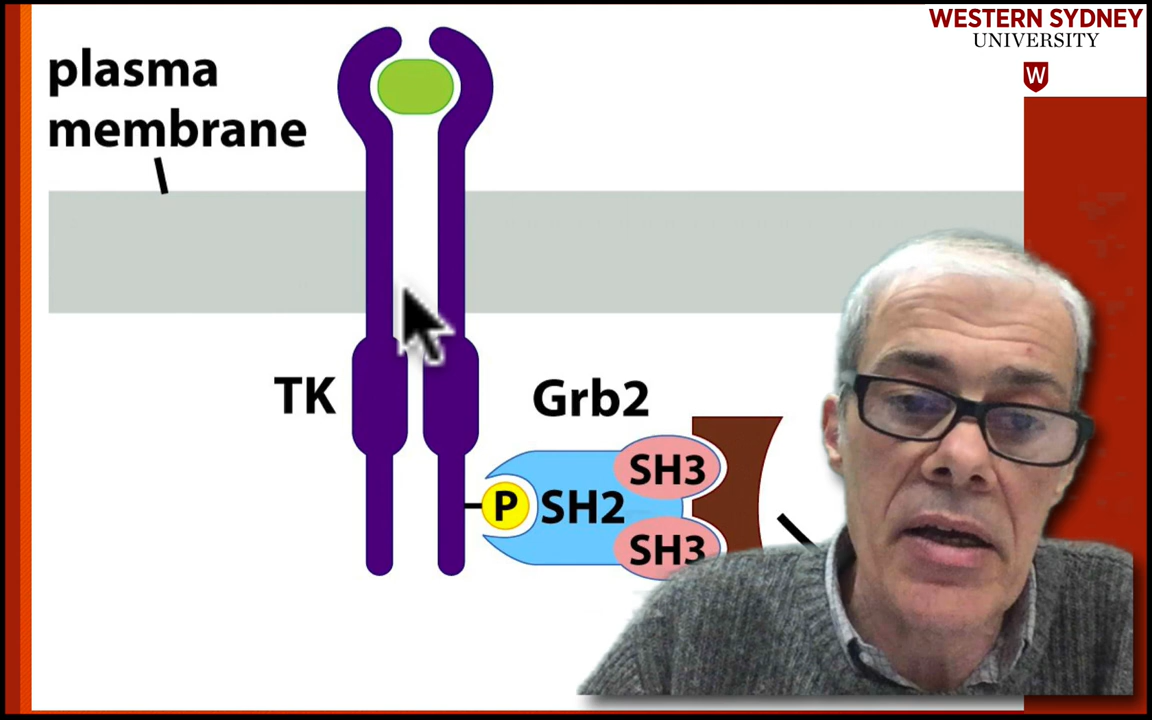 WESTERN SYDNEY
UNIVERSITY
W
plasma
membrane
TK
Grb2
SH3
P
SH2
SH3